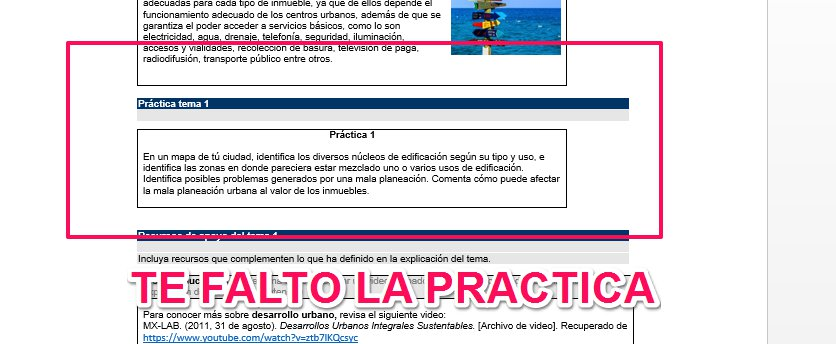 adecuadas para cada tipo de inmueble, ya que de ellos depende el
funcionamiento adecuado de los centros urbanos, además de que se
garantiza el poder acceder a servicios básicos, como lo son
electricidad, agua, drenaje, telefonía, seguridad, iluminación,
accesos y vialidades, recolección de basura, televisión de paga,
radiodifusión, transporte público entre otros.
Práctica tema 1
Práctica 1
En un mapa de tú ciudad, identifica los diversos núcleos de edificación según su tipo y uso, e
identifica las zonas en donde pareciera estar mezclado uno o varios usos de edificación.
Identifica posibles problemas generados por una mala planeación. Comenta cómo puede afectar
la mala planeación urbana al valor de los inmuebles.
de apoyo del tema 1
Incluya recursos que complementen lo que ha definido en la explicación del tema.
TE FALTO LA PRACTICA
Para conocer más sobre desarrollo urbano, revisa el siguiente video:
MX-LAB. (2011, 31 de agosto). Desarrollos Urbanos Integrales Sustentables. [Archivo de video]. Recuperado de
https://www.youtube.com/watch?v=ztb7IKQcsyc